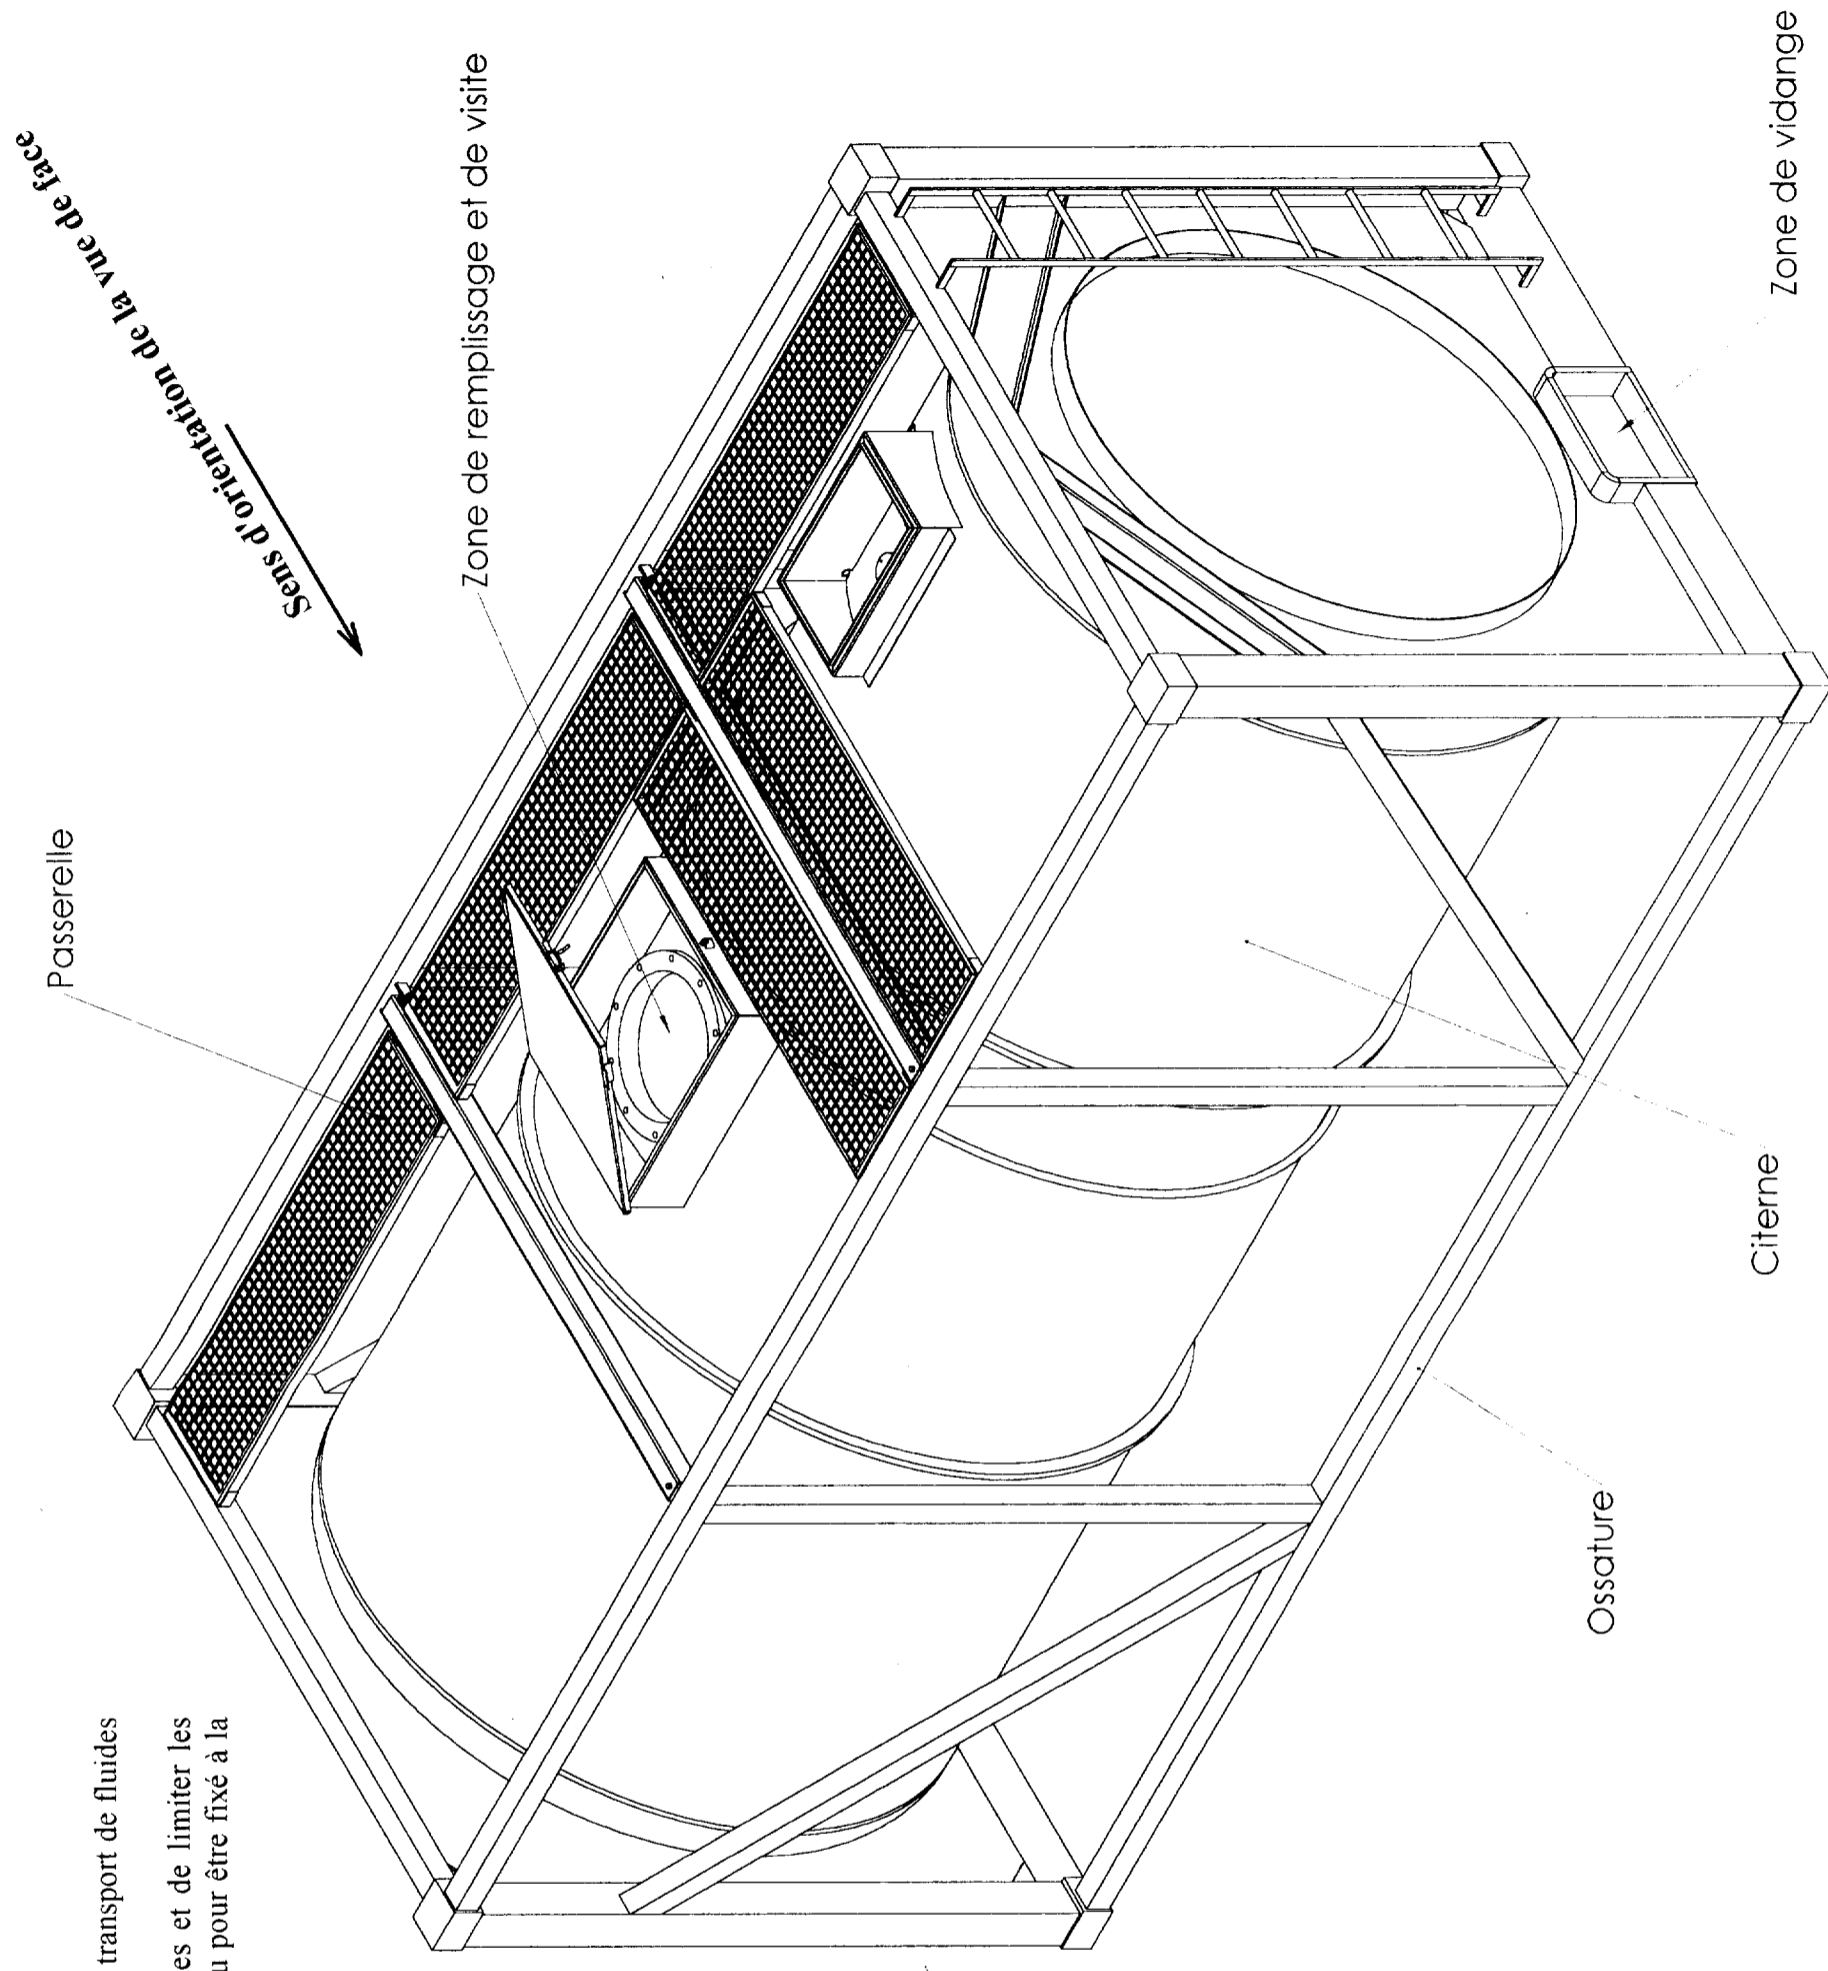 transport de fluides
es et de limiter les
u pour être fixé à la
Passerelle
Sens d'orientation de la vue de face
Zone de remplissage et de visite
Ossature
Citerne
Zone de vidange